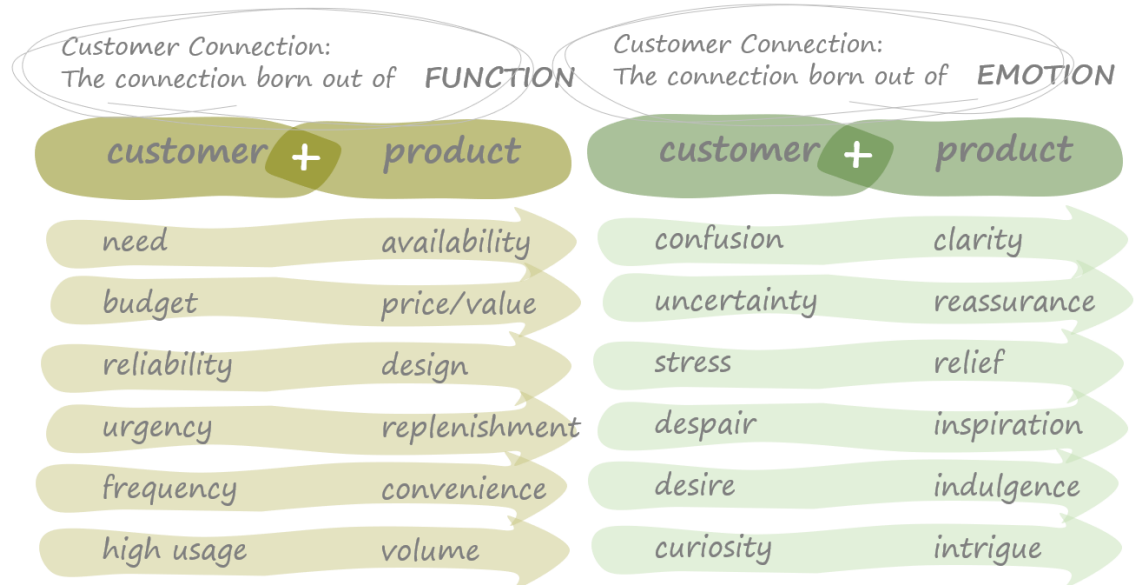 Customer Connection:
The connection born out of FUNCTION
customer + product
need availability
budget price/value
reliability design
urgency replenishment
frequency convenience
high usage volume
Customer Connection:
The connection born out of EMOTION
customer + product
confusion clarity
uncertainty reassurance
stress relief
despair inspiration
desire indulgence
curiosity intrigue